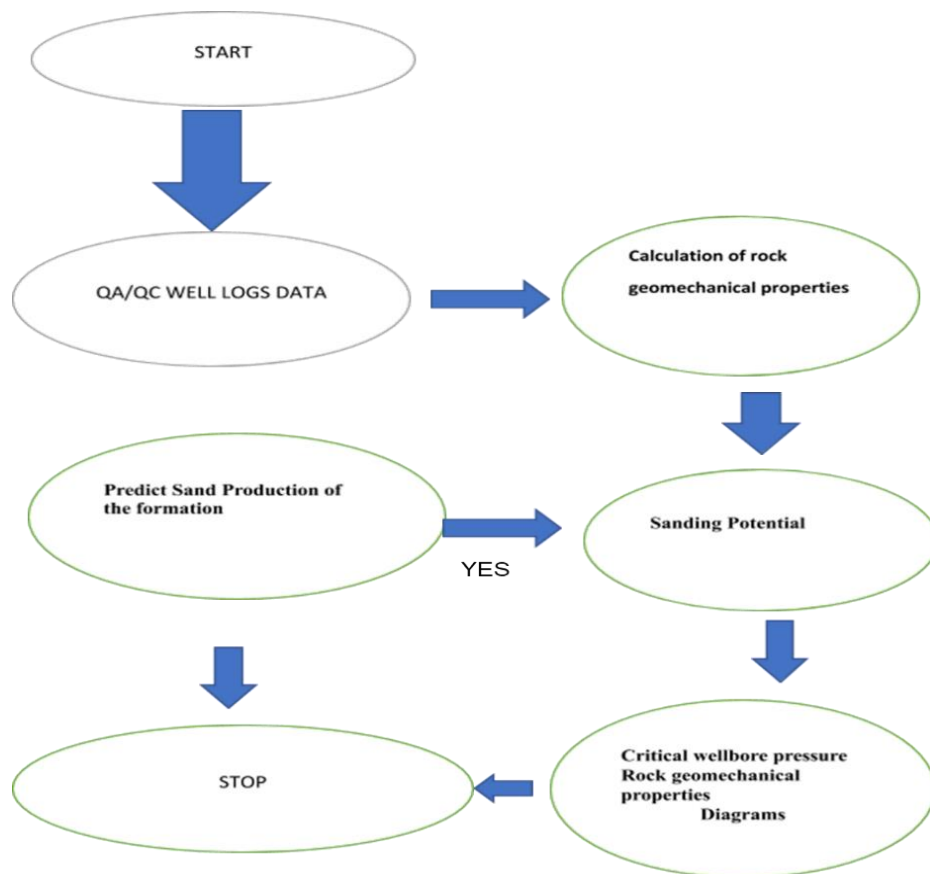 START
QA/QC WELL LOGS DATA
Calculation of rock
geomechanical properties
Predict Sand Production of
the formation
YES
Sanding Potential
Critical wellbore pressure
Rock geomechanical
properties
Diagrams
STOP